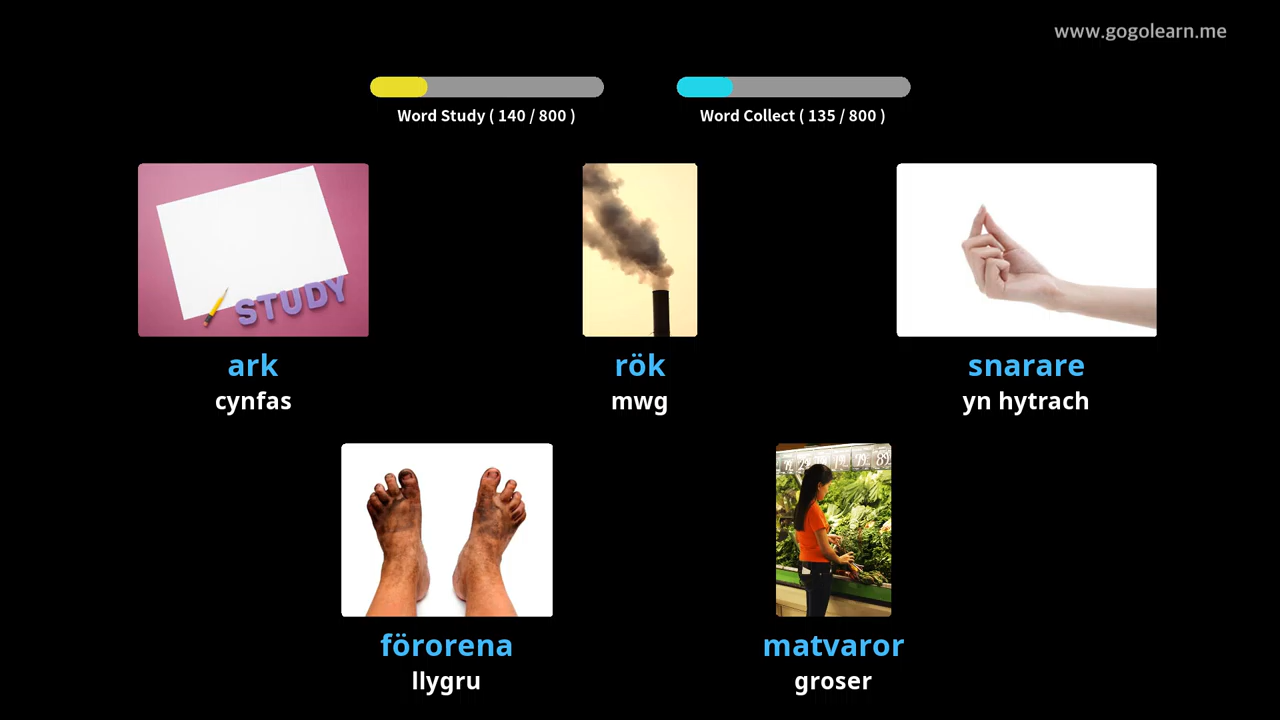 www.gogolearn.me
Word Study ( 140 / 800 )
Word Collect ( 135 / 800 )
STUDY
ark
cynfas
rök
mwg
snarare
yn hytrach
förorena
llygru
matvaror
groser